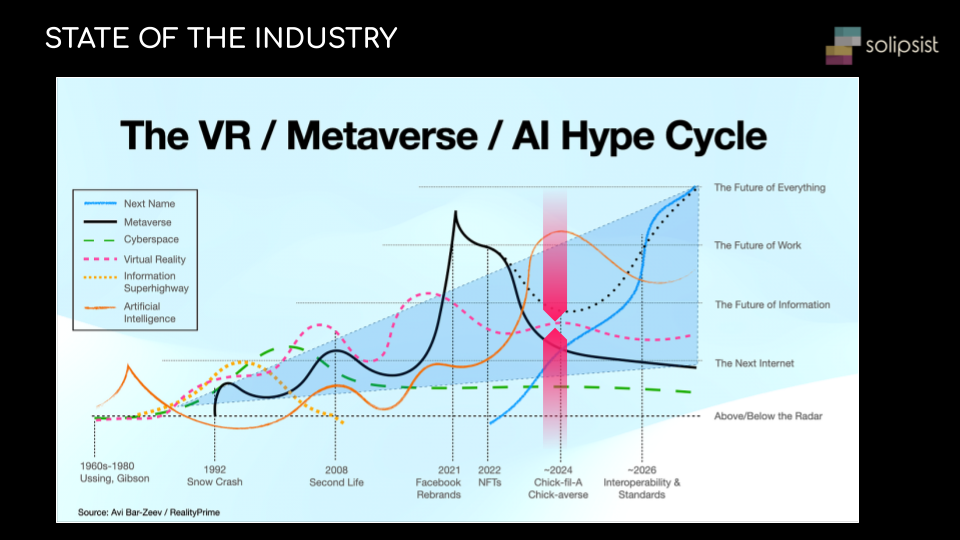 STATE OF THE INDUSTRY
solipsist
The VR / Metaverse / AI Hype Cycle
Next Name
Metaverse
Cyberspace
Virtual Reality
Information
Superhighway
Artificial
Intelligence
The Future of Everything
The Future of Work
The Future of Information
The Next Internet
Above/Below the Radar
1960s-1980
Ussing, Gibson
1992
Snow Crash
2008
Second Life
2021
Facebook
Rebrands
2022
NFTs
~2024
Chick-fil-A
Chick-averse
~2026
Interoperability &
Standards
Source: Avi Bar-Zeev / RealityPrime